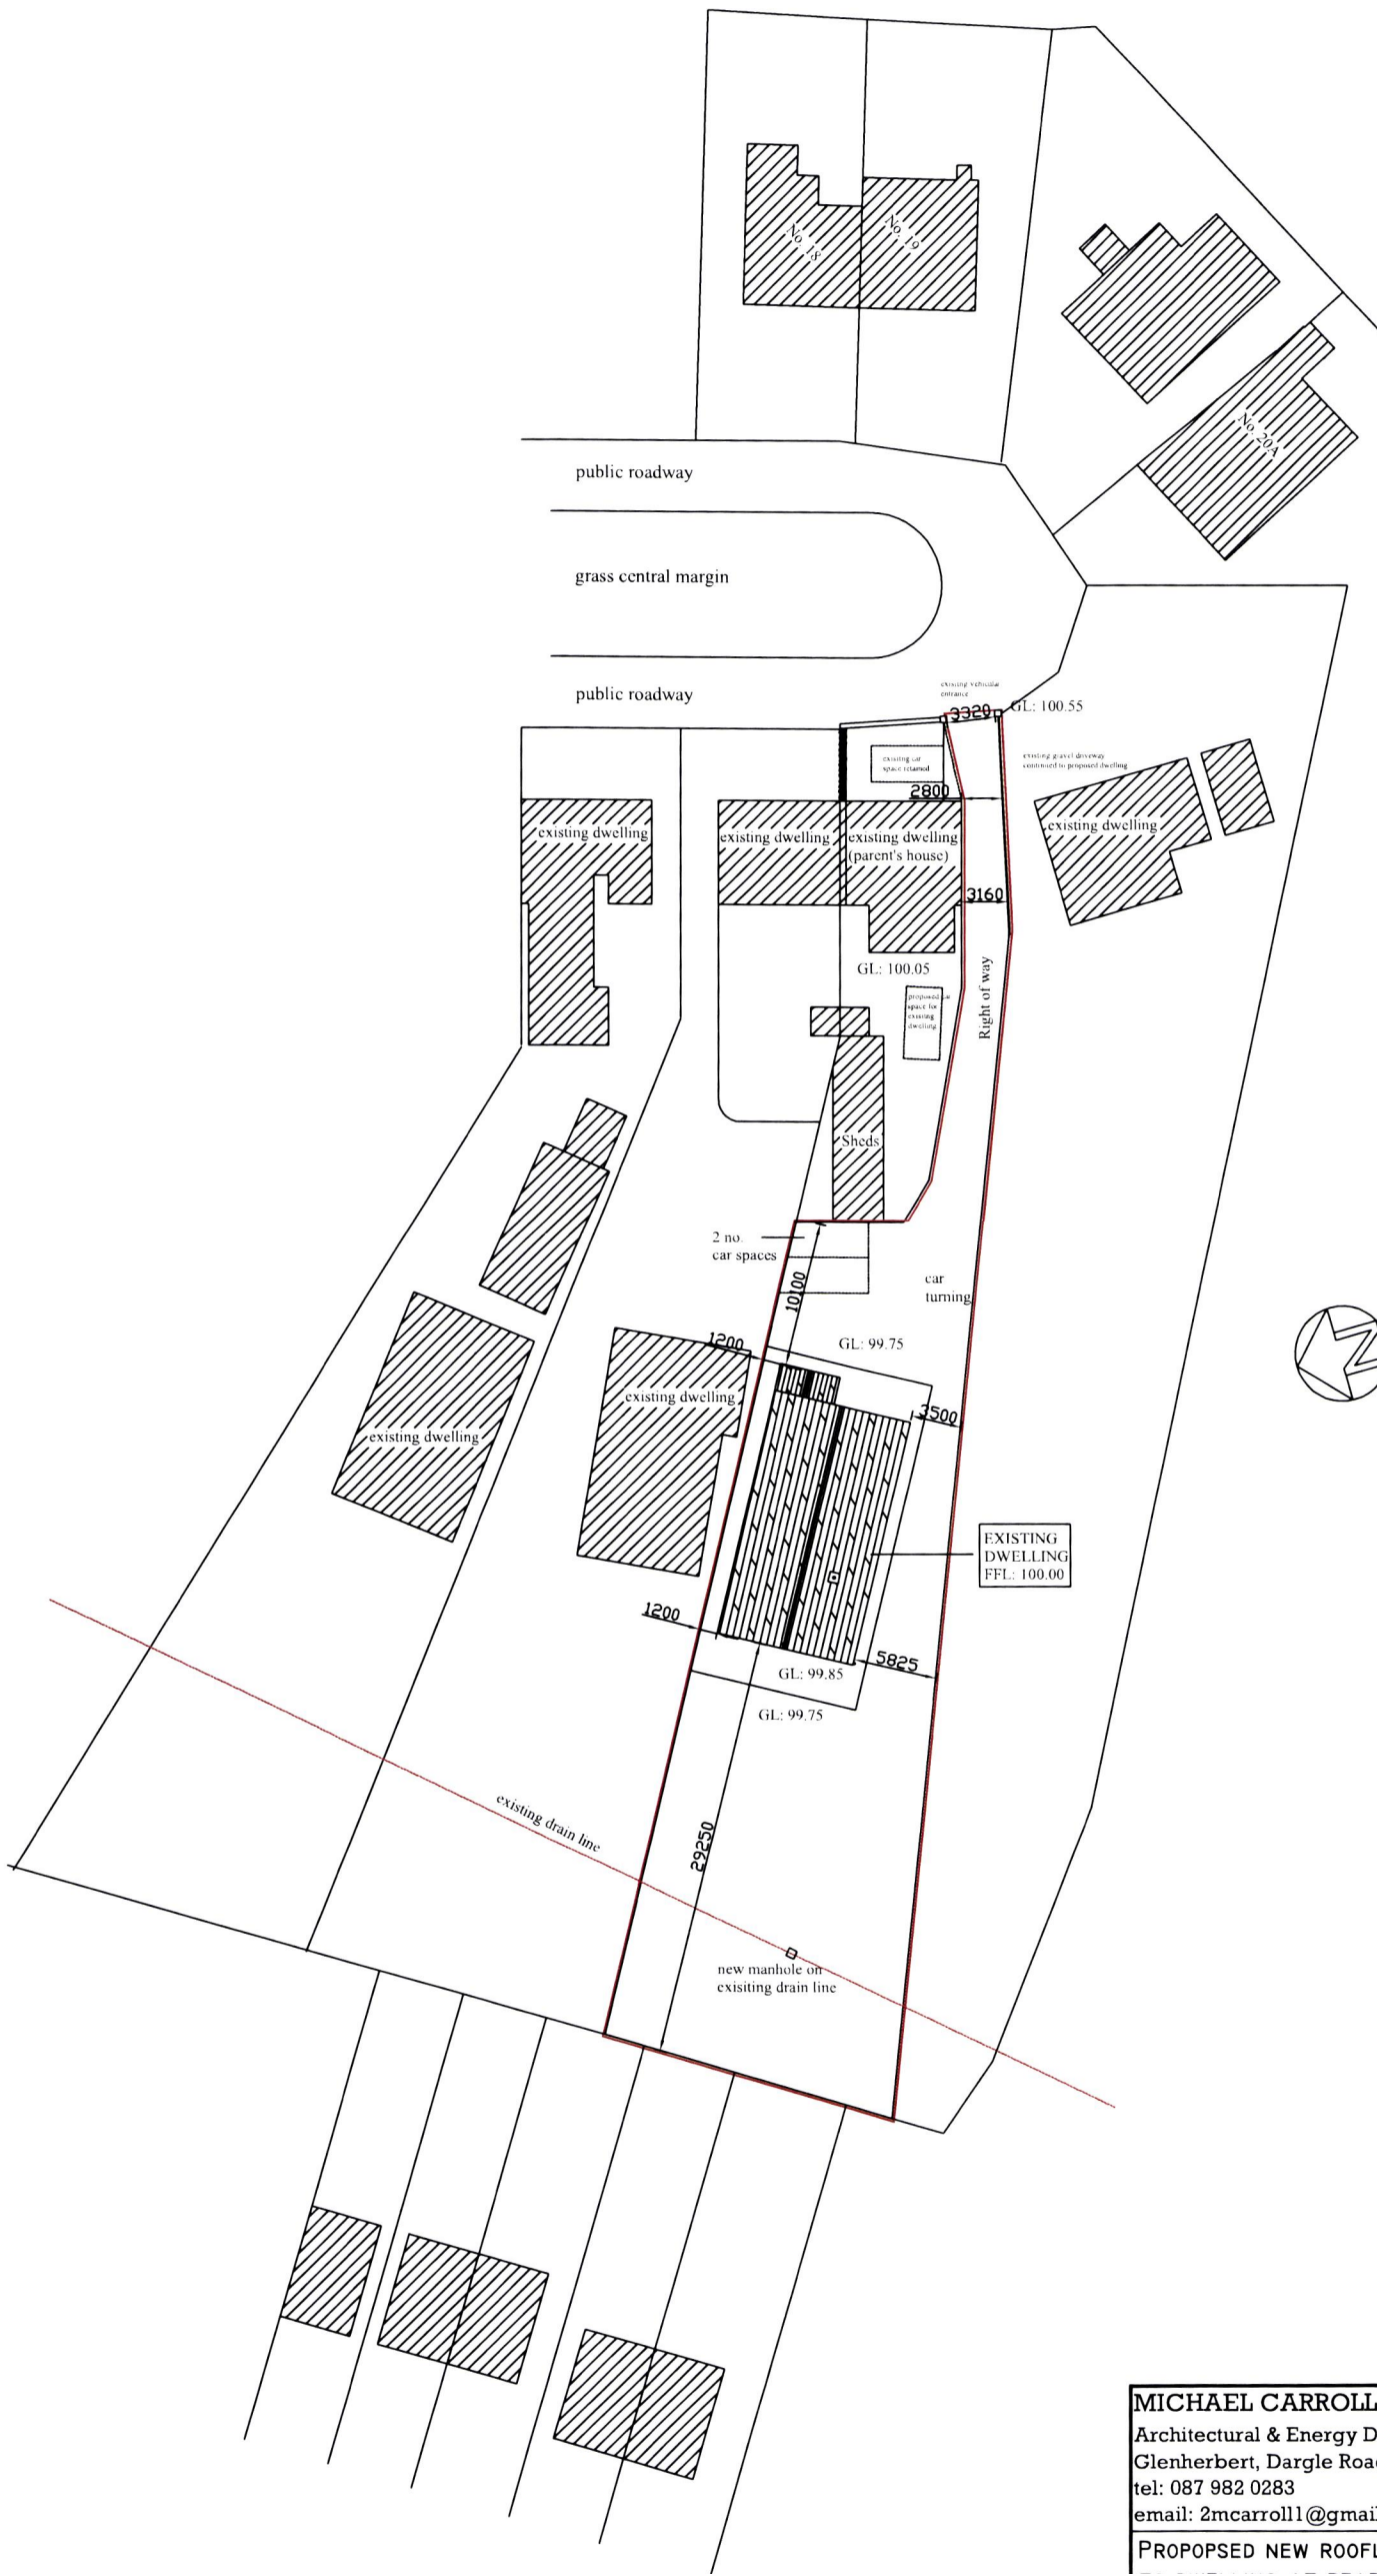 No. 18
No. 19
No. 20A
public roadway
grass central margin
public roadway
existing vehicular
entrance
3320
GL: 100.55
existing car
space retained
existing gravel driveway
continued to proposed dwelling
2800
existing dwelling
existing dwelling
existing dwelling
(parent's house)
existing dwelling
3160
GL: 100.05
Right of way
proposed car
space for
existing
dwelling
Sheds
2 no.
car spaces
10100
car
turning
1200
GL: 99.75
existing dwelling
3500
existing dwelling
EXISTING
DWELLING
FFL: 100.00
1200
5825
GL: 99.85
GL: 99.75
existing drain line
29250
new manhole on
exisiting drain line
N
MICHAEL CARROLL
Architectural & Energy D
Glenherbert, Dargle Roa
tel: 087 982 0283
email: 2mcarroll1@gmail
PROPOPSED NEW ROOFL